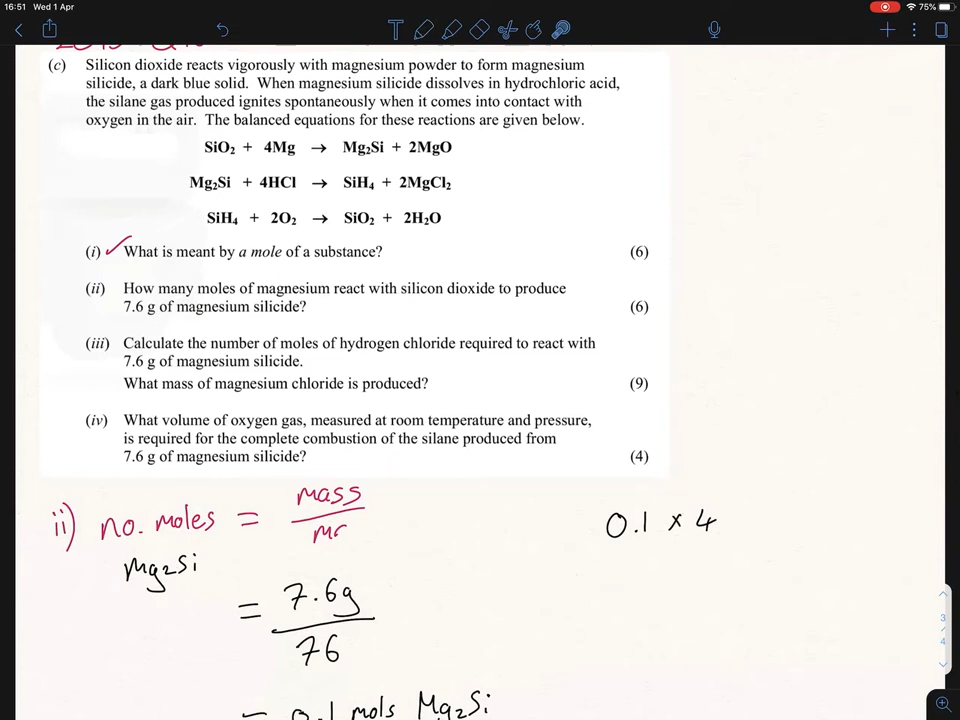 16:51 Wed 1 Apr
75%
(c) Silicon dioxide reacts vigorously with magnesium powder to form magnesium
silicide, a dark blue solid. When magnesium silicide dissolves in hydrochloric acid,
the silane gas produced ignites spontaneously when it comes into contact with
oxygen in the air. The balanced equations for these reactions are given below.
SiO₂ + 4Mg → Mg₂Si + 2MgO
Mg₂Si + 4HCl → SiH₄ + 2MgCl₂
SiH₄ + 2O₂ → SiO₂ + 2H₂O
(i) What is meant by a mole of a substance? (6)
(ii) How many moles of magnesium react with silicon dioxide to produce
7.6 g of magnesium silicide? (6)
(iii) Calculate the number of moles of hydrogen chloride required to react with
7.6 g of magnesium silicide.
What mass of magnesium chloride is produced? (9)
(iv) What volume of oxygen gas, measured at room temperature and pressure,
is required for the complete combustion of the silane produced from
7.6 g of magnesium silicide? (4)
ii) no. moles = mass
mr
Mg₂Si
= 7.6g
76
= 0.1 mols Mg₂Si
0.1 × 4
3
4